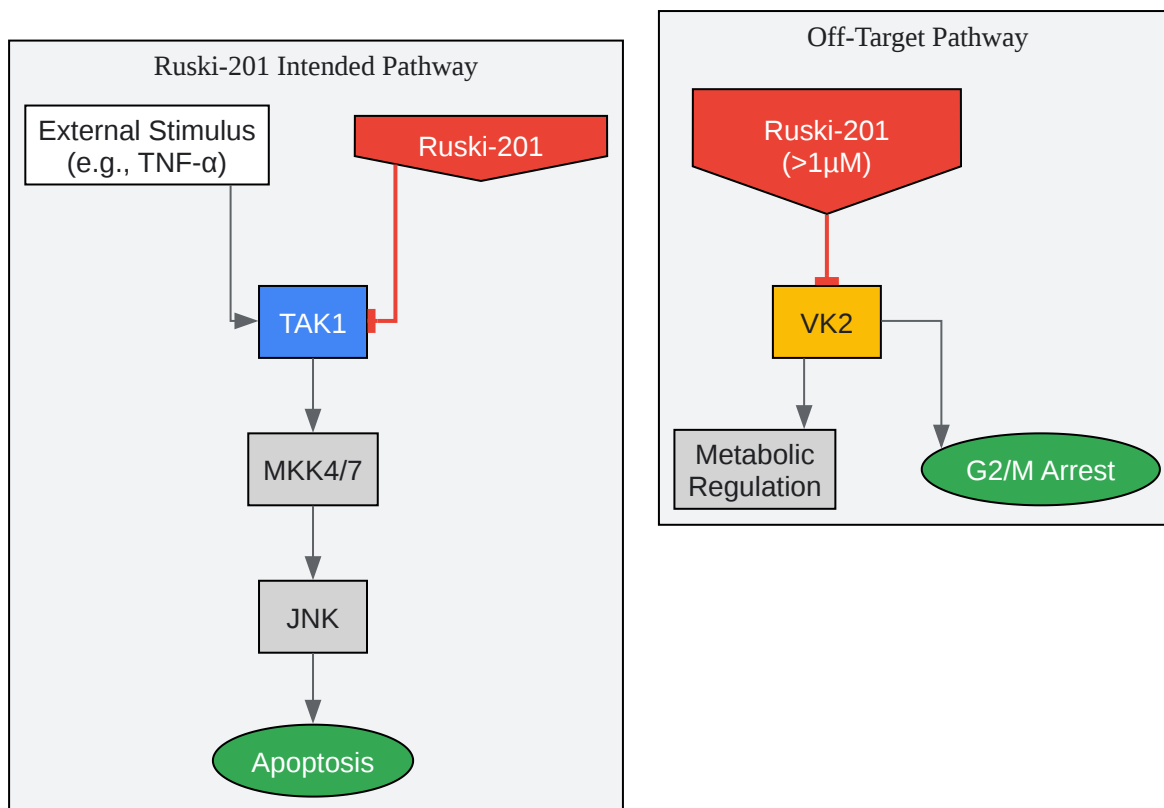 Ruski-201 Intended Pathway
External Stimulus
(e.g., TNF-α)
Ruski-201
TAK1
MKK4/7
JNK
Apoptosis
Off-Target Pathway
Ruski-201
(>1μM)
VK2
Metabolic
Regulation
G2/M Arrest